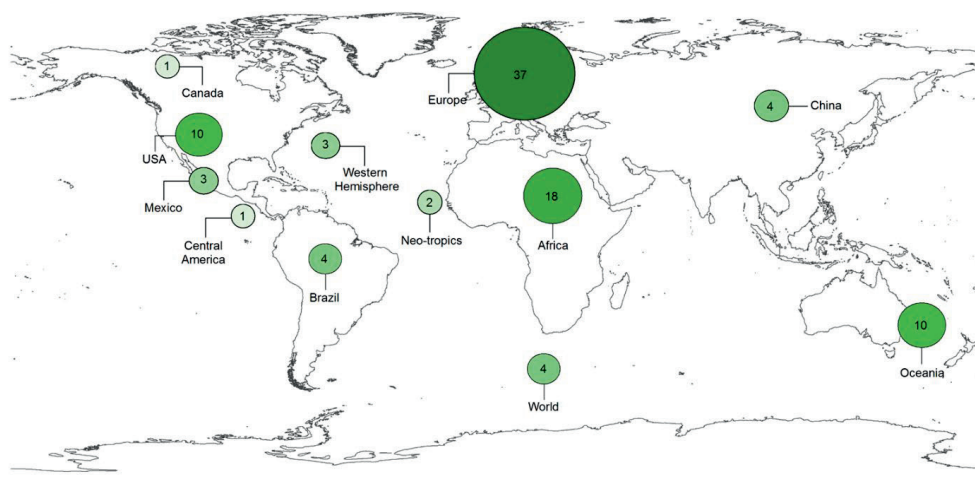 37
1
Canada
Europe
4
China
10
USA
3
Western
Hemisphere
3
Mexico
2
Neo-tropics
18
Africa
1
Central
America
4
Brazil
10
Oceania
4
World